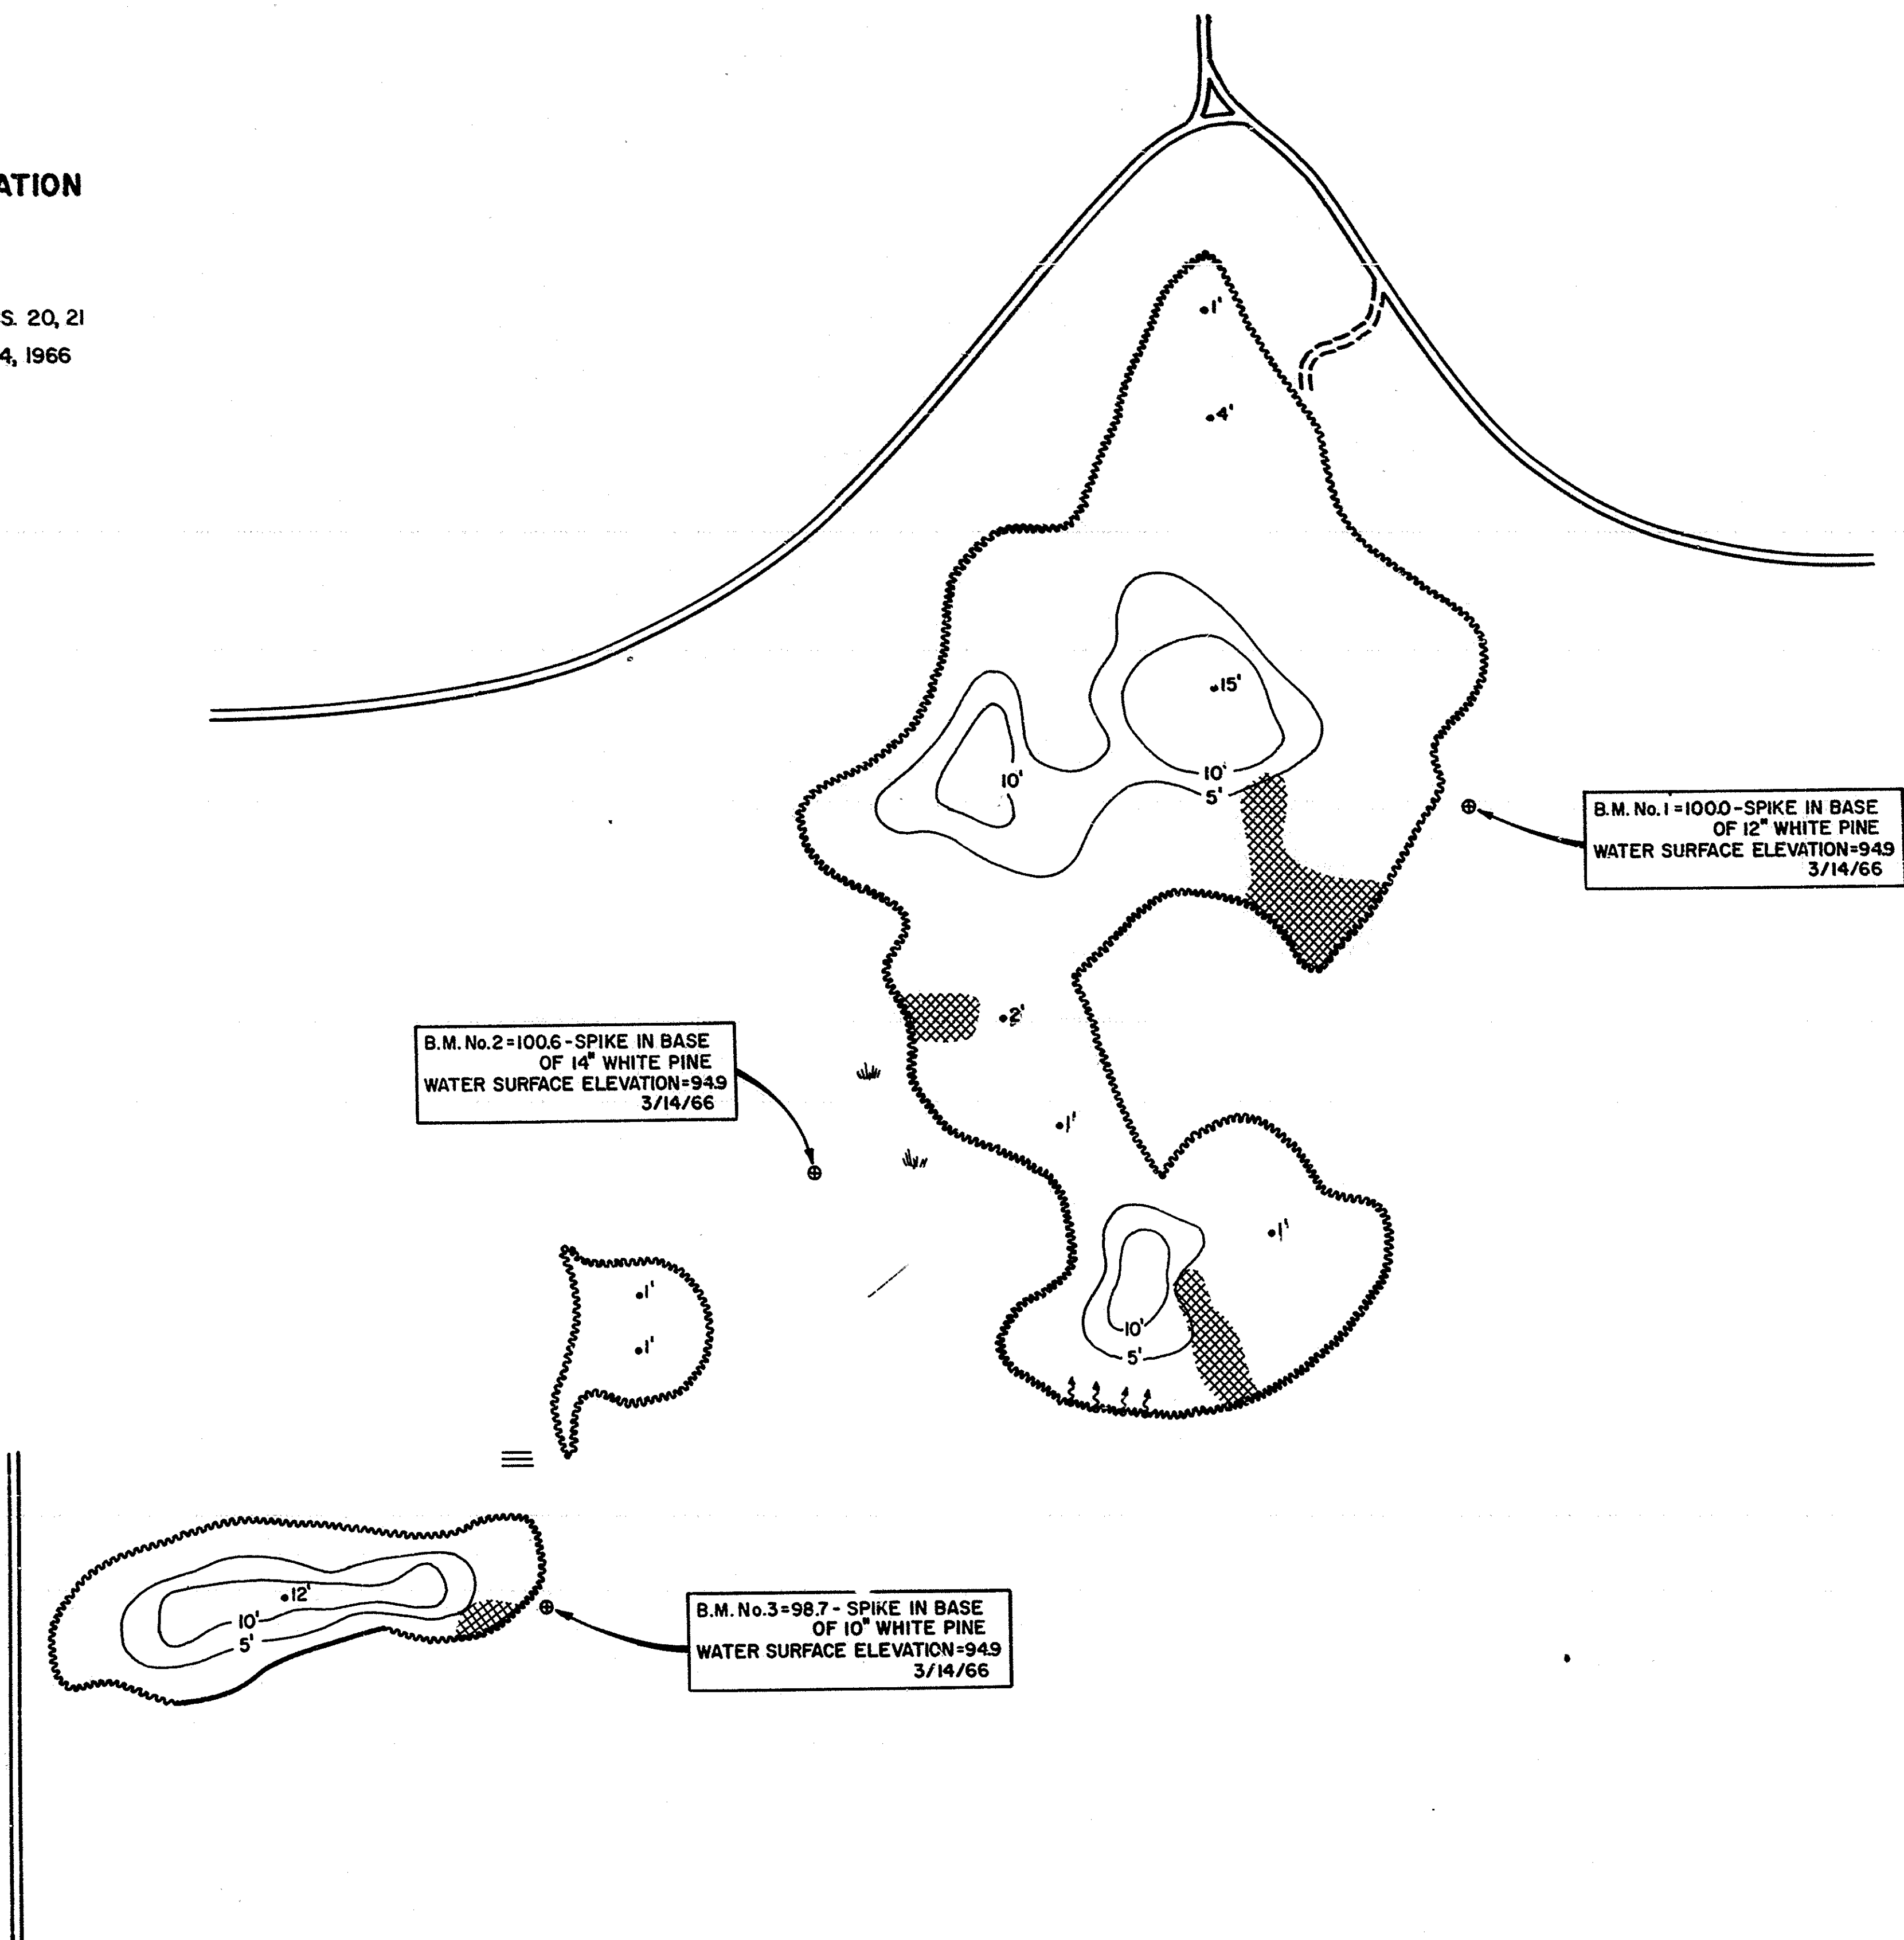 ATION
S. 20, 21
4, 1966
1'
4'
15'
10'
10'
5'
B.M. No.1=100.0-SPIKE IN BASE
OF 12" WHITE PINE
WATER SURFACE ELEVATION=94.9
3/14/66
2'
B.M. No.2=100.6-SPIKE IN BASE
OF 14" WHITE PINE
WATER SURFACE ELEVATION=94.9
3/14/66
1'
1'
1'
1'
10'
5'
12'
10'
5'
B.M. No.3=98.7- SPIKE IN BASE
OF 10" WHITE PINE
WATER SURFACE ELEVATION=94.9
3/14/66